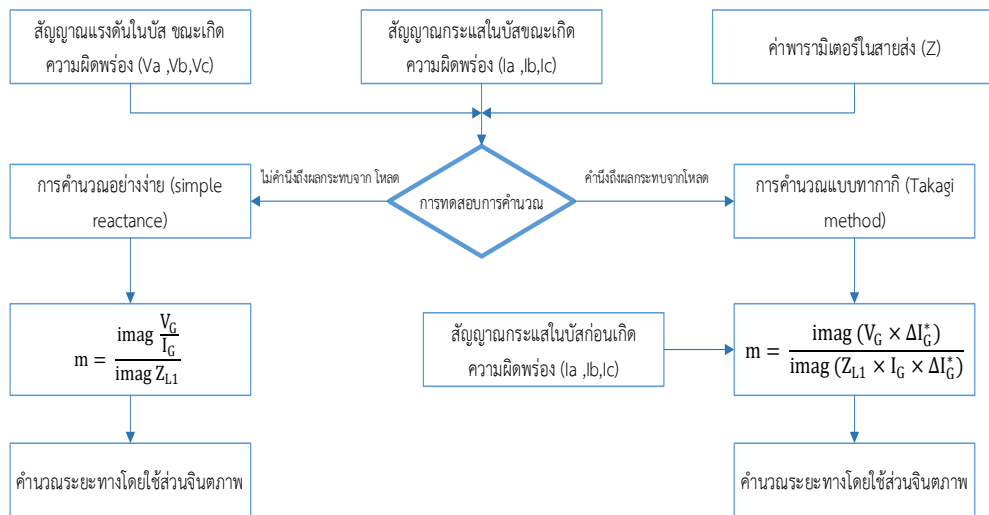 สัญญาณแรงดันในบัส ขณะเกิด
ความผิดพร่อง (Va ,Vb,Vc)
สัญญาณกระแสในบัสขณะเกิด
ความผิดพร่อง (Ia ,Ib,Ic)
ค่าพารามิเตอร์ในสายส่ง (Z)
ไม่คำนึงถึงผลกระทบจาก โหลด
คำนึงถึงผลกระทบจากโหลด
การทดสอบการคำนวณ
การคำนวณอย่างง่าย (simple
reactance)
การคำนวณแบบทากากิ (Takagi
method)
m = imag V_G/I_G / imag Z_L1
สัญญาณกระแสในบัสก่อนเกิด
ความผิดพร่อง (Ia ,Ib,Ic)
m = imag (V_G × ΔI_G^*) / imag (Z_L1 × I_G × ΔI_G^*)
คำนวณระยะทางโดยใช้ส่วนจินตภาพ
คำนวณระยะทางโดยใช้ส่วนจินตภาพ